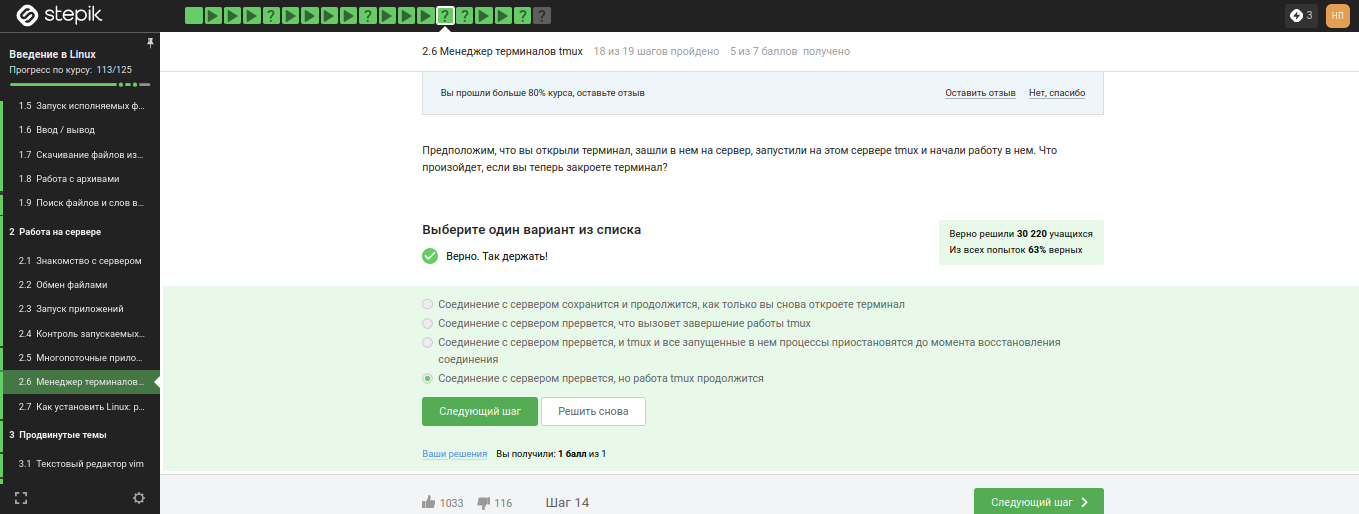 stepik
? ? ? ? ? ?
3
НП
Введение в Linux
Прогресс по курсу: 113/125
1.5 Запуск исполняемых ф...
1.6 Ввод / вывод
1.7 Скачивание файлов из...
1.8 Работа с архивами
1.9 Поиск файлов и слов в...
2 Работа на сервере
2.1 Знакомство с сервером
2.2 Обмен файлами
2.3 Запуск приложений
2.4 Контроль запускаемых...
2.5 Многопоточные прило...
2.6 Менеджер терминалов...
2.7 Как установить Linux: р...
3 Продвинутые темы
3.1 Текстовый редактор vim
2.6 Менеджер терминалов tmux 18 из 19 шагов пройдено 5 из 7 баллов получено
Вы прошли больше 80% курса, оставьте отзыв
Оставить отзыв Нет, спасибо
Предположим, что вы открыли терминал, зашли в нем на сервер, запустили на этом сервере tmux и начали работу в нем. Что
произойдет, если вы теперь закроете терминал?
Выберите один вариант из списка
Верно. Так держать!
Верно решили 30 220 учащихся
Из всех попыток 63% верных
Соединение с сервером сохранится и продолжится, как только вы снова откроете терминал
Соединение с сервером прервется, что вызовет завершение работы tmux
Соединение с сервером прервется, и tmux и все запущенные в нем процессы приостановятся до момента восстановления
соединения
Соединение с сервером прервется, но работа tmux продолжится
Следующий шаг Решить снова
Ваши решения Вы получили: 1 балл из 1
1033 116 Шаг 14
Следующий шаг